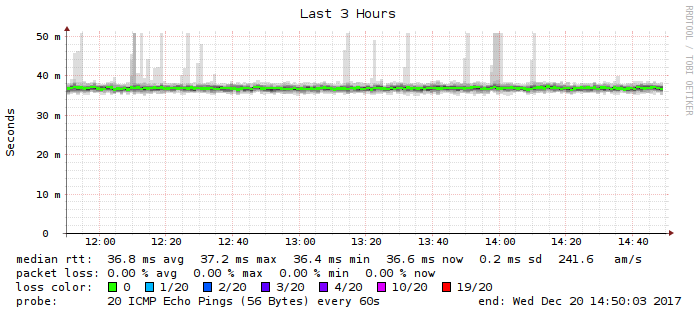 Last 3 Hours
RRDTOOL / TOBI OETIKER
Seconds
50 m
40 m
30 m
20 m
10 m
0
12:00 12:20 12:40 13:00 13:20 13:40 14:00 14:20 14:40
median rtt: 36.8 ms avg 37.2 ms max 36.4 ms min 36.6 ms now 0.2 ms sd 241.6 am/s
packet loss: 0.00 % avg 0.00 % max 0.00 % min 0.00 % now
loss color: 0 1/20 2/20 3/20 4/20 10/20 19/20
probe: 20 ICMP Echo Pings (56 Bytes) every 60s end: Wed Dec 20 14:50:03 2017